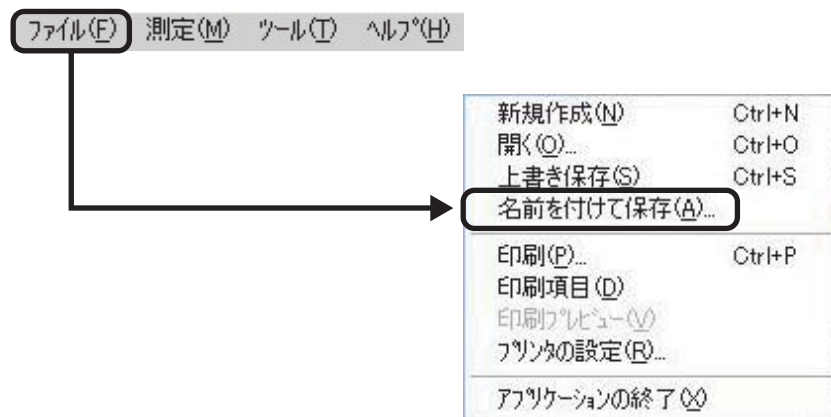 ファイル(F) 測定(M) ツール(T) ヘルプ(H)
新規作成(N) Ctrl+N
開く(O)... Ctrl+O
上書き保存(S) Ctrl+S
名前を付けて保存(A)...
印刷(P)... Ctrl+P
印刷項目(D)
印刷プレビュー(V)
プリンタの設定(R)...
アプリケーションの終了(X)